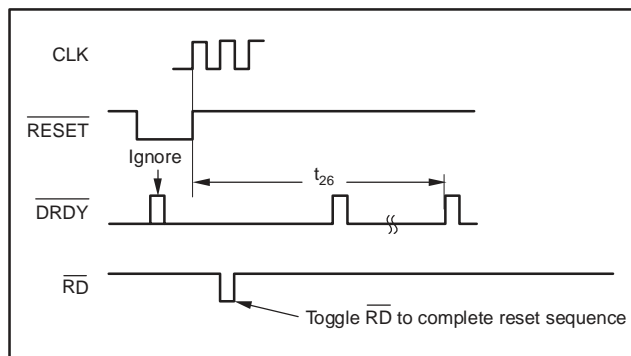 CLK
RESET
Ignore
t26
DRDY
RD
Toggle RD to complete reset sequence